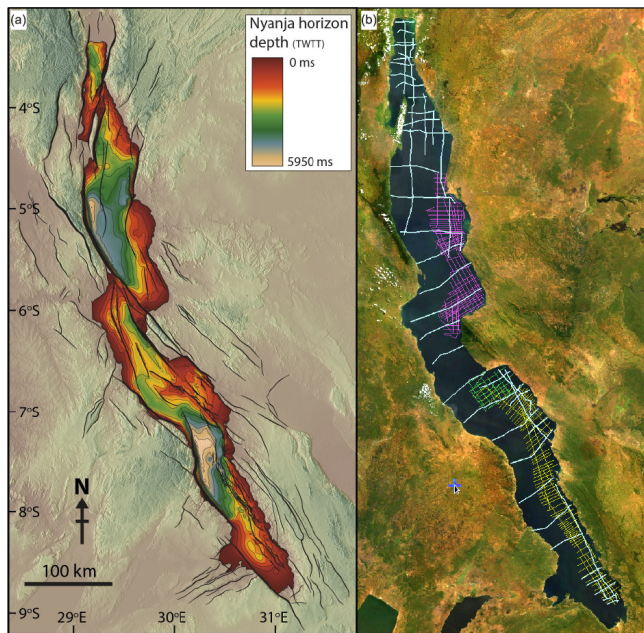 (a)
Nyanja horizon
depth (TWTT)
0 ms
5950 ms
4°S
5°S
6°S
7°S
8°S
9°S
N
100 km
29°E
30°E
31°E
(b)